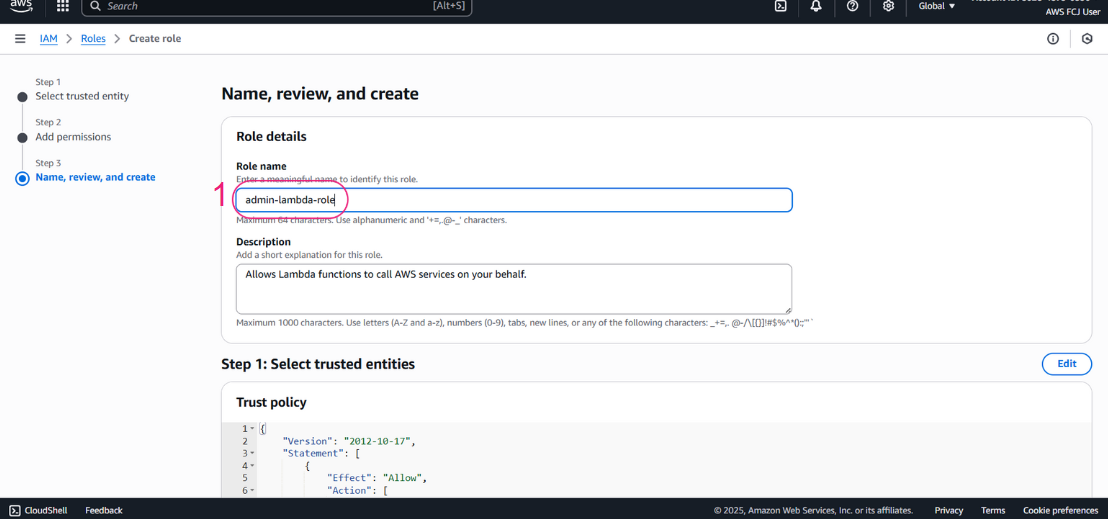 aws
Search
[Alt+S]
Global
AWS FCJ User
IAM > Roles > Create role
Step 1
Select trusted entity
Step 2
Add permissions
Step 3
Name, review, and create
Name, review, and create
Role details
Role name
Enter a meaningful name to identify this role.
1
admin-lambda-role
Maximum 64 characters. Use alphanumeric and '+=,.@-_' characters.
Description
Add a short explanation for this role.
Allows Lambda functions to call AWS services on your behalf.
Maximum 1000 characters. Use letters (A-Z and a-z), numbers (0-9), tabs, new lines, or any of the following characters: _+=,. @-/\[{}]!#$%^*();:'"`
Step 1: Select trusted entities
Edit
Trust policy
1 {
2 "Version": "2012-10-17",
3 "Statement": [
4 {
5 "Effect": "Allow",
6 "Action": [
CloudShell Feedback © 2025, Amazon Web Services, Inc. or its affiliates. Privacy Terms Cookie preferences